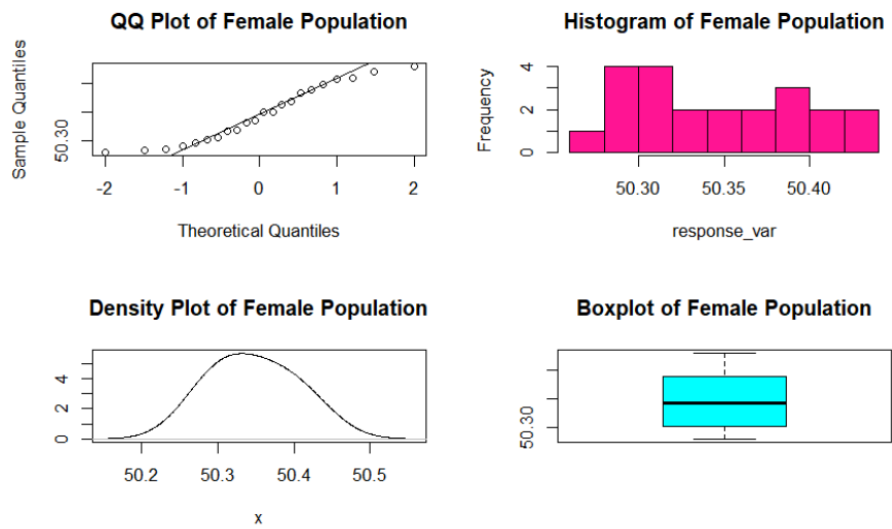 QQ Plot of Female Population
Sample Quantiles
50.30
-2 -1 0 1 2
Theoretical Quantiles
Histogram of Female Population
Frequency
4
2
0
50.30 50.35 50.40
response_var
Density Plot of Female Population
4
2
0
50.2 50.3 50.4 50.5
x
Boxplot of Female Population
50.30